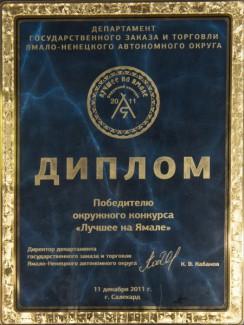 ДЕПАРТАМЕНТ
ГОСУДАРСТВЕННОГО ЗАКАЗА И ТОРГОВЛИ
ЯМАЛО-НЕНЕЦКОГО АВТОНОМНОГО ОКРУГА
ЛУЧШЕЕ НА ЯМАЛЕ
2011
ДИПЛОМ
Победителю
окружного конкурса
«Лучшее на Ямале»
Директор департамента
государственного заказа и торговли
Ямало-Ненецкого автономного округа
К. В. Кабанов
11 декабря 2011 г.
г. Салехард